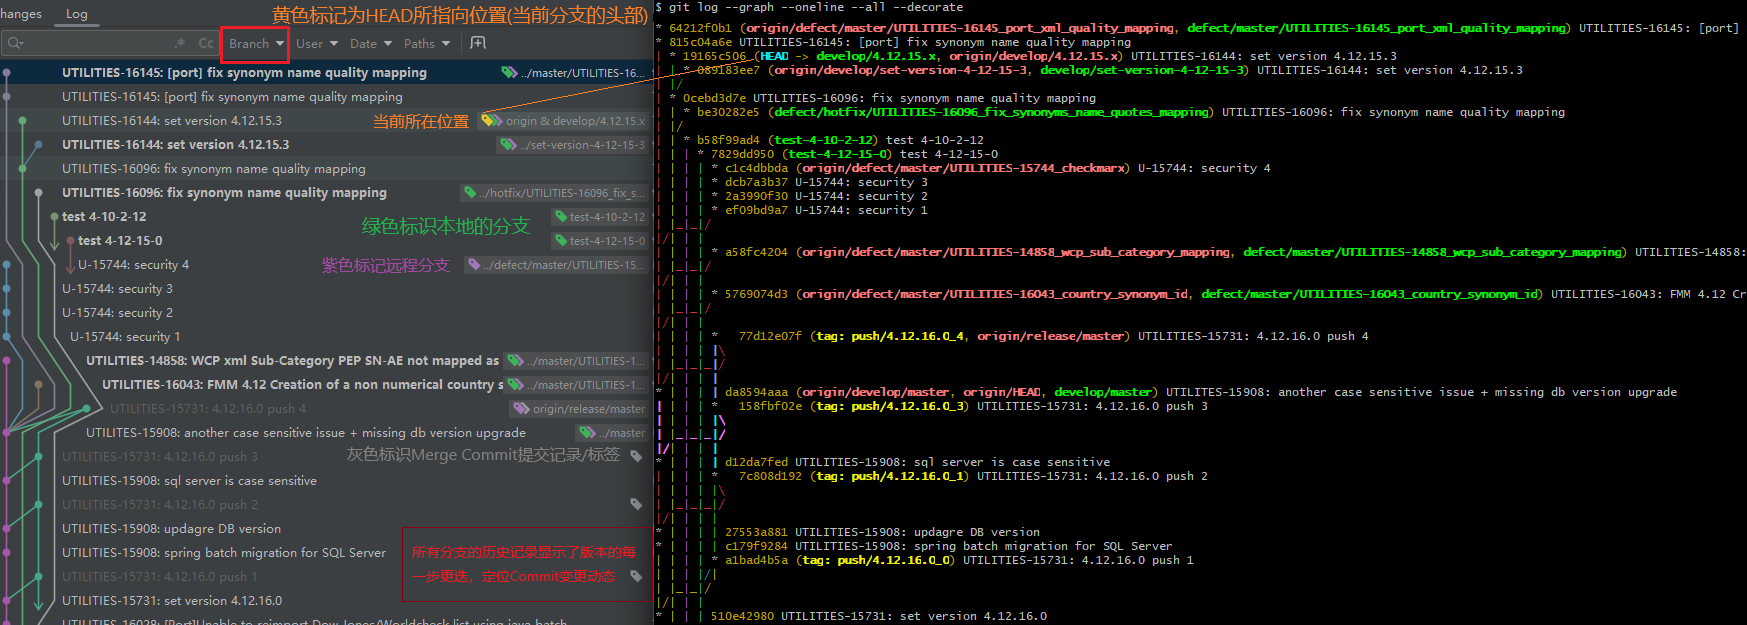 hanges Log
黄色标记为HEAD所指向位置(当前分支的头部)
Cc Branch User Date Paths
UTILITIES-16145: [port] fix synonym name quality mapping ../master/UTILITIES-16...
UTILITIES-16145: [port] fix synonym name quality mapping
UTILITIES-16144: set version 4.12.15.3 当前所在位置 origin & develop/4.12.15.x
UTILITIES-16144: set version 4.12.15.3 ../set-version-4-12-15-3
UTILITIES-16096: fix synonym name quality mapping
UTILITIES-16096: fix synonym name quality mapping ../hotfix/UTILITIES-16096_fix_s...
test 4-10-2-12 test-4-10-2-12
绿色标识本地的分支
test 4-12-15-0 test-4-12-15-0
U-15744: security 4 紫色标记远程分支 ../defect/master/UTILITIES-15...
U-15744: security 3
U-15744: security 2
U-15744: security 1
UTILITIES-14858: WCP xml Sub-Category PEP SN-AE not mapped as ../master/UTILITIES-1...
UTILITIES-16043: FMM 4.12 Creation of a non numerical country s ../master/UTILITIES-1...
UTILITIES-15731: 4.12.16.0 push 4 origin/release/master
UTILITES-15908: another case sensitive issue + missing db version upgrade ../master
UTILITIES-15731: 4.12.16.0 push 3 灰色标识Merge Commit提交记录/标签
UTILITIES-15908: sql server is case sensitive
UTILITIES-15731: 4.12.16.0 push 2
UTILITIES-15908: updagre DB version
UTILITIES-15908: spring batch migration for SQL Server
所有分支的历史记录显示了版本的每
一步更迭，定位Commit变更动态
UTILITIES-15731: 4.12.16.0 push 1
UTILITIES-15731: set version 4.12.16.0
UTILITIES-16028: [Port]Unable to reimport Dow Jones/Worldcheck list using java batch
$ git log --graph --oneline --all --decorate
* 64212f0b1 (origin/defect/master/UTILITIES-16145_port_xml_quality_mapping, defect/master/UTILITIES-16145_port_xml_quality_mapping) UTILITIES-16145: [port]
* 815c04a6e UTILITIES-16145: [port] fix synonym name quality mapping
| * 19165c506 (HEAD -> develop/4.12.15.x, origin/develop/4.12.15.x) UTILITIES-16144: set version 4.12.15.3
| | * 089183ee7 (origin/develop/set-version-4-12-15-3, develop/set-version-4-12-15-3) UTILITIES-16144: set version 4.12.15.3
| |/
| * 0cebd3d7e UTILITIES-16096: fix synonym name quality mapping
| | * be30282e5 (defect/hotfix/UTILITIES-16096_fix_synonyms_name_quotes_mapping) UTILITIES-16096: fix synonym name quality mapping
| |/
| | * b58f99ad4 (test-4-10-2-12) test 4-10-2-12
| | | * 7829dd950 (test-4-12-15-0) test 4-12-15-0
| | | | * c1c4dbbda (origin/defect/master/UTILITIES-15744_checkmarx) U-15744: security 4
| | | | * dcb7a3b37 U-15744: security 3
| | | | * 2a3990f30 U-15744: security 2
| | | | * ef09bd9a7 U-15744: security 1
| |_|_|/
|/| | |
| | | | * a58fc4204 (origin/defect/master/UTILITIES-14858_wcp_sub_category_mapping, defect/master/UTILITIES-14858_wcp_sub_category_mapping) UTILITIES-14858:
| |_|_|/
|/| | |
| | | | * 5769074d3 (origin/defect/master/UTILITIES-16043_country_synonym_id, defect/master/UTILITIES-16043_country_synonym_id) UTILITIES-16043: FMM 4.12 Cr
| |_|_|/
|/| | |
| | | | *   77d12e07f (tag: push/4.12.16.0_4, origin/release/master) UTILITIES-15731: 4.12.16.0 push 4
| | | | |\
| |_|_|_|/
|/| | | |
* | | | | da8594aaa (origin/develop/master, origin/HEAD, develop/master) UTILITES-15908: another case sensitive issue + missing db version upgrade
| | | | *   158fbf02e (tag: push/4.12.16.0_3) UTILITIES-15731: 4.12.16.0 push 3
| | | | |\
| |_|_|_|/
|/| | | |
* | | | | d12da7fed UTILITIES-15908: sql server is case sensitive
| | | | *   7c808d192 (tag: push/4.12.16.0_1) UTILITIES-15731: 4.12.16.0 push 2
| | | | |\
| |_|_|_|/
|/| | | |
* | | | | 27553a881 UTILITIES-15908: updagre DB version
* | | | | c179f9284 UTILITIES-15908: spring batch migration for SQL Server
| | | | * a1bad4b5a (tag: push/4.12.16.0_0) UTILITIES-15731: 4.12.16.0 push 1
| | | |/|
| |_|_|/
|/| | |
* | | | 510e42980 UTILITIES-15731: set version 4.12.16.0